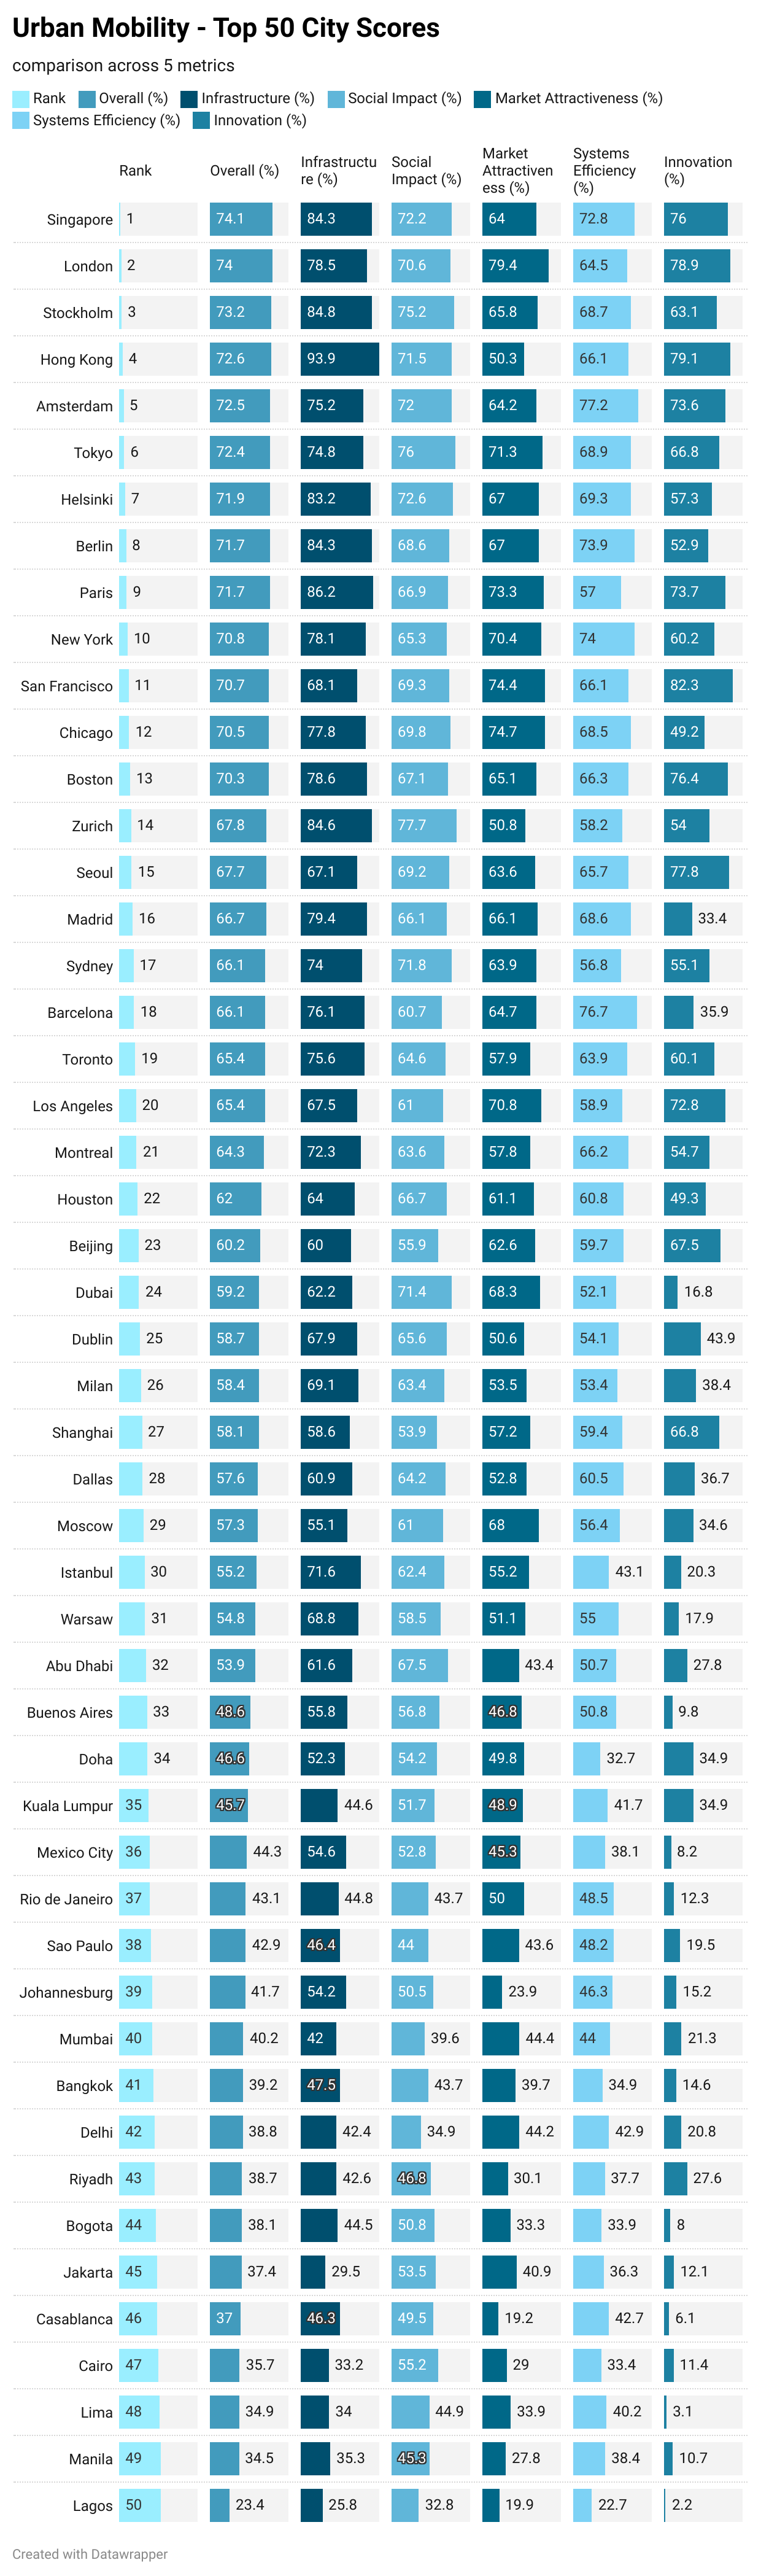 Urban Mobility - Top 50 City Scores
comparison across 5 metrics
Rank Overall (%) Infrastructure (%) Social Impact (%) Market Attractiveness (%)
Systems Efficiency (%) Innovation (%)
Rank Overall (%) Infrastructu
re (%) Social
Impact (%) Market
Attractiven
ess (%) Systems
Efficiency
(%) Innovation
(%)
Singapore 1 74.1 84.3 72.2 64 72.8 76
London 2 74 78.5 70.6 79.4 64.5 78.9
Stockholm 3 73.2 84.8 75.2 65.8 68.7 63.1
Hong Kong 4 72.6 93.9 71.5 50.3 66.1 79.1
Amsterdam 5 72.5 75.2 72 64.2 77.2 73.6
Tokyo 6 72.4 74.8 76 71.3 68.9 66.8
Helsinki 7 71.9 83.2 72.6 67 69.3 57.3
Berlin 8 71.7 84.3 68.6 67 73.9 52.9
Paris 9 71.7 86.2 66.9 73.3 57 73.7
New York 10 70.8 78.1 65.3 70.4 74 60.2
San Francisco 11 70.7 68.1 69.3 74.4 66.1 82.3
Chicago 12 70.5 77.8 69.8 74.7 68.5 49.2
Boston 13 70.3 78.6 67.1 65.1 66.3 76.4
Zurich 14 67.8 84.6 77.7 50.8 58.2 54
Seoul 15 67.7 67.1 69.2 63.6 65.7 77.8
Madrid 16 66.7 79.4 66.1 66.1 68.6 33.4
Sydney 17 66.1 74 71.8 63.9 56.8 55.1
Barcelona 18 66.1 76.1 60.7 64.7 76.7 35.9
Toronto 19 65.4 75.6 64.6 57.9 63.9 60.1
Los Angeles 20 65.4 67.5 61 70.8 58.9 72.8
Montreal 21 64.3 72.3 63.6 57.8 66.2 54.7
Houston 22 62 64 66.7 61.1 60.8 49.3
Beijing 23 60.2 60 55.9 62.6 59.7 67.5
Dubai 24 59.2 62.2 71.4 68.3 52.1 16.8
Dublin 25 58.7 67.9 65.6 50.6 54.1 43.9
Milan 26 58.4 69.1 63.4 53.5 53.4 38.4
Shanghai 27 58.1 58.6 53.9 57.2 59.4 66.8
Dallas 28 57.6 60.9 64.2 52.8 60.5 36.7
Moscow 29 57.3 55.1 61 68 56.4 34.6
Istanbul 30 55.2 71.6 62.4 55.2 43.1 20.3
Warsaw 31 54.8 68.8 58.5 51.1 55 17.9
Abu Dhabi 32 53.9 61.6 67.5 43.4 50.7 27.8
Buenos Aires 33 48.6 55.8 56.8 46.8 50.8 9.8
Doha 34 46.6 52.3 54.2 49.8 32.7 34.9
Kuala Lumpur 35 45.7 44.6 51.7 48.9 41.7 34.9
Mexico City 36 44.3 54.6 52.8 45.3 38.1 8.2
Rio de Janeiro 37 43.1 44.8 43.7 50 48.5 12.3
Sao Paulo 38 42.9 46.4 44 43.6 48.2 19.5
Johannesburg 39 41.7 54.2 50.5 23.9 46.3 15.2
Mumbai 40 40.2 42 39.6 44.4 44 21.3
Bangkok 41 39.2 47.5 43.7 39.7 34.9 14.6
Delhi 42 38.8 42.4 34.9 44.2 42.9 20.8
Riyadh 43 38.7 42.6 46.8 30.1 37.7 27.6
Bogota 44 38.1 44.5 50.8 33.3 33.9 8
Jakarta 45 37.4 29.5 53.5 40.9 36.3 12.1
Casablanca 46 37 46.3 49.5 19.2 42.7 6.1
Cairo 47 35.7 33.2 55.2 29 33.4 11.4
Lima 48 34.9 34 44.9 33.9 40.2 3.1
Manila 49 34.5 35.3 45.3 27.8 38.4 10.7
Lagos 50 23.4 25.8 32.8 19.9 22.7 2.2
Created with Datawrapper